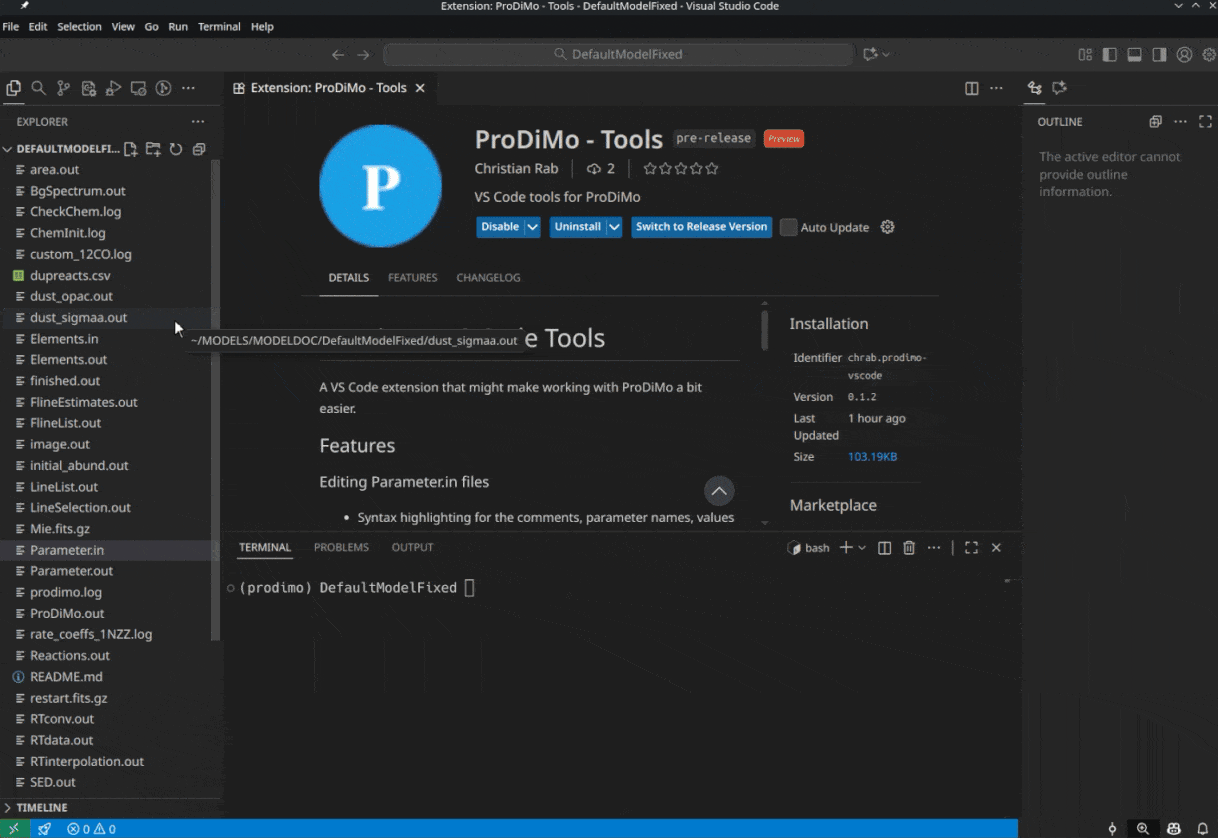 Extension: ProDiMo - Tools - DefaultModelFixed - Visual Studio Code
File Edit Selection View Go Run Terminal Help
DefaultModelFixed
Extension: ProDiMo - Tools
EXPLORER
DEFAULTMODELFI...
area.out
BgSpectrum.out
CheckChem.log
ChemInit.log
custom_12CO.log
dupreacts.csv
dust_opac.out
dust_sigmaa.out
Elements.in
Elements.out
finished.out
FlineEstimates.out
FlineList.out
image.out
initial_abund.out
LineList.out
LineSelection.out
Mie.fits.gz
Parameter.in
Parameter.out
prodimo.log
ProDiMo.out
rate_coeffs_1NZZ.log
Reactions.out
README.md
restart.fits.gz
RTconv.out
RTdata.out
RTinterpolation.out
SED.out
TIMELINE
0 0
~/MODELS/MODELDOC/DefaultModelFixed/dust_sigmaa.out
P
ProDiMo - Tools pre-release Preview
Christian Rab 2
VS Code tools for ProDiMo
Disable Uninstall Switch to Release Version Auto Update
DETAILS FEATURES CHANGELOG
e Tools
A VS Code extension that might make working with ProDiMo a bit
easier.
Features
Editing Parameter.in files
• Syntax highlighting for the comments, parameter names, values
Installation
Identifier chrab.prodimo-
vscode
Version 0.1.2
Last 1 hour ago
Updated
Size 103.19KB
Marketplace
TERMINAL PROBLEMS OUTPUT
bash
(prodimo) DefaultModelFixed
OUTLINE
The active editor cannot
provide outline
information.